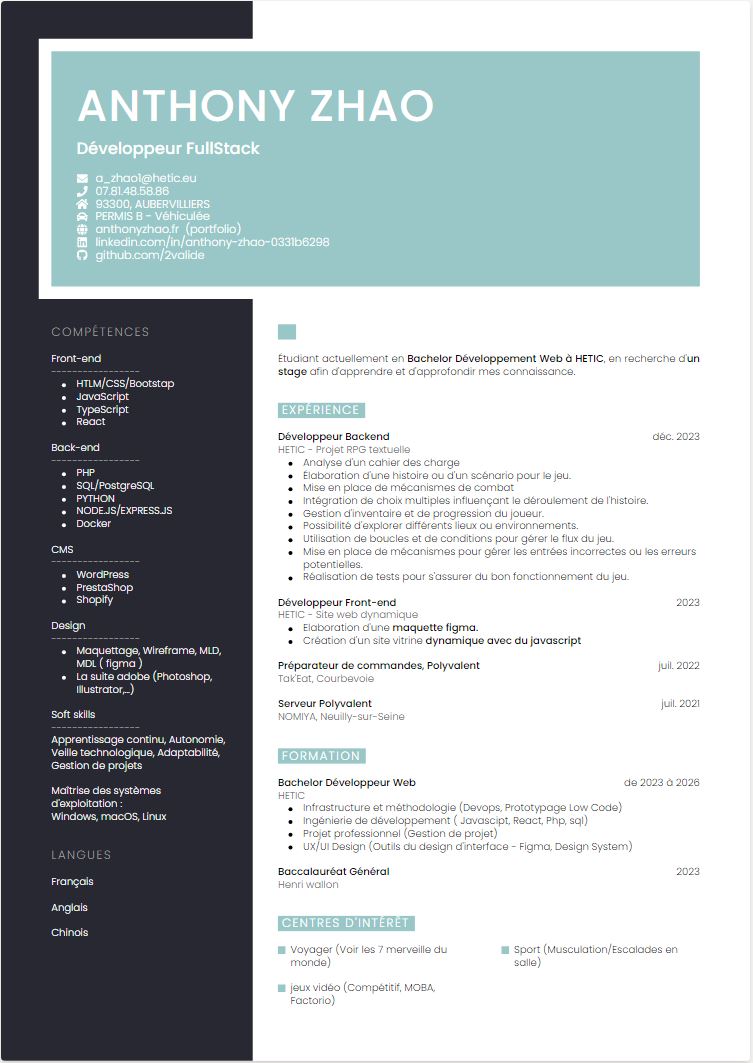 ANTHONY ZHAO
Développeur FullStack
a_zhao1@hetic.eu
07.81.48.58.86
93300, AUBERVILLIERS
PERMIS B - Véhiculée
anthonyzhao.fr (portfolio)
linkedin.com/in/anthony-zhao-0331b6298
github.com/2valide
COMPÉTENCES
Front-end
-----------------
HTLM/CSS/Bootstap
JavaScript
TypeScript
React
Back-end
-----------------
PHP
SQL/PostgreSQL
PYTHON
NODE.JS/EXPRESS.JS
Docker
CMS
-----------------
WordPress
PrestaShop
Shopify
Design
-----------------
Maquettage, Wireframe, MLD,
MDL ( figma )
La suite adobe (Photoshop,
Illustrator,..)
Soft skills
-----------------
Apprentissage continu, Autonomie,
Veille technologique, Adaptabilité,
Gestion de projets
Maîtrise des systèmes
d'exploitation :
Windows, macOS, Linux
LANGUES
Français
Anglais
Chinois
Étudiant actuellement en Bachelor Développement Web à HETIC, en recherche d'un
stage afin d'apprendre et d'approfondir mes connaissance.
EXPÉRIENCE
Développeur Backend déc. 2023
HETIC - Projet RPG textuelle
Analyse d'un cahier des charge
Élaboration d'une histoire ou d'un scénario pour le jeu.
Mise en place de mécanismes de combat
Intégration de choix multiples influençant le déroulement de l'histoire.
Gestion d'inventaire et de progression du joueur.
Possibilité d'explorer différents lieux ou environnements.
Utilisation de boucles et de conditions pour gérer le flux du jeu.
Mise en place de mécanismes pour gérer les entrées incorrectes ou les erreurs
potentielles.
Réalisation de tests pour s'assurer du bon fonctionnement du jeu.
Développeur Front-end 2023
HETIC - Site web dynamique
Elaboration d'une maquette figma.
Création d'un site vitrine dynamique avec du javascript
Préparateur de commandes, Polyvalent juil. 2022
Tak'Eat, Courbevoie
Serveur Polyvalent juil. 2021
NOMIYA, Neuilly-sur-Seine
FORMATION
Bachelor Développeur Web de 2023 à 2026
HETIC
Infrastructure et méthodologie (Devops, Prototypage Low Code)
Ingénierie de développement ( Javascipt, React, Php, sql)
Projet professionnel (Gestion de projet)
UX/UI Design (Outils du design d'interface - Figma, Design System)
Baccalauréat Général 2023
Henri wallon
CENTRES D'INTÉRÊT
Voyager (Voir les 7 merveille du
monde)
Sport (Musculation/Escalades en
salle)
jeux vidéo (Compétitif, MOBA,
Factorio)